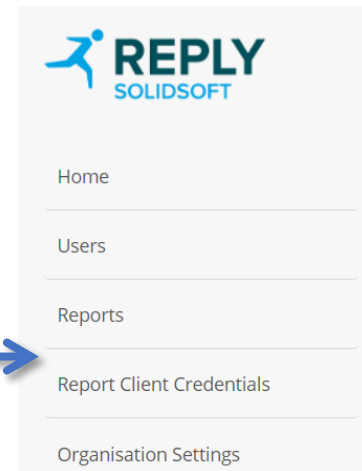 REPLY
SOLIDSOFT
Home
Users
Reports
Report Client Credentials
Organisation Settings